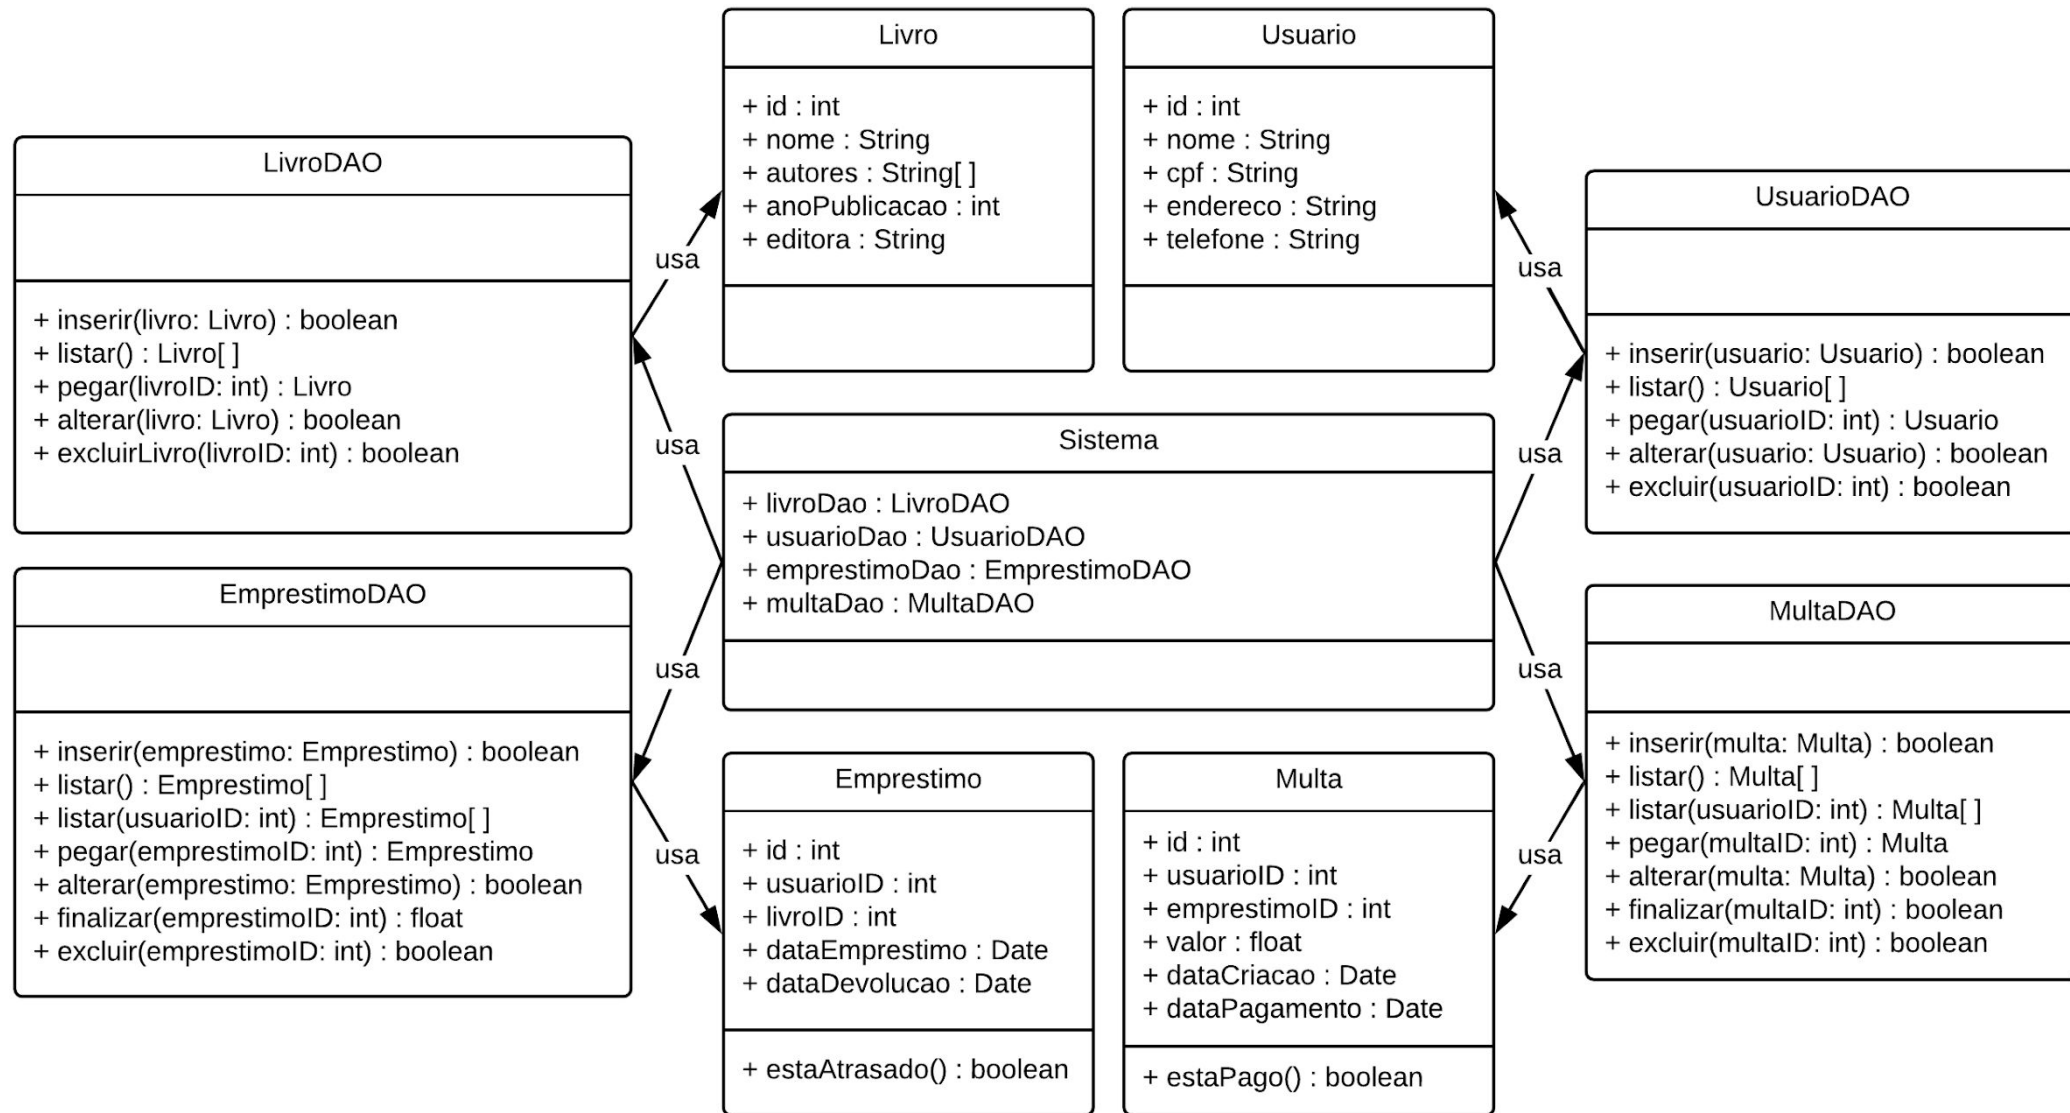 Livro
+ id : int
+ nome : String
+ autores : String[ ]
+ anoPublicacao : int
+ editora : String
Usuario
+ id : int
+ nome : String
+ cpf : String
+ endereco : String
+ telefone : String
LivroDAO
+ inserir(livro: Livro) : boolean
+ listar() : Livro[ ]
+ pegar(livroID: int) : Livro
+ alterar(livro: Livro) : boolean
+ excluirLivro(livroID: int) : boolean
usa
usa
UsuarioDAO
+ inserir(usuario: Usuario) : boolean
+ listar() : Usuario[ ]
+ pegar(usuarioID: int) : Usuario
+ alterar(usuario: Usuario) : boolean
+ excluir(usuarioID: int) : boolean
usa
usa
Sistema
+ livroDao : LivroDAO
+ usuarioDao : UsuarioDAO
+ emprestimoDao : EmprestimoDAO
+ multaDao : MultaDAO
usa
usa
EmprestimoDAO
+ inserir(emprestimo: Emprestimo) : boolean
+ listar() : Emprestimo[ ]
+ listar(usuarioID: int) : Emprestimo[ ]
+ pegar(emprestimoID: int) : Emprestimo
+ alterar(emprestimo: Emprestimo) : boolean
+ finalizar(emprestimoID: int) : float
+ excluir(emprestimoID: int) : boolean
usa
Emprestimo
+ id : int
+ usuarioID : int
+ livroID : int
+ dataEmprestimo : Date
+ dataDevolucao : Date
+ estaAtrasado() : boolean
Multa
+ id : int
+ usuarioID : int
+ emprestimoID : int
+ valor : float
+ dataCriacao : Date
+ dataPagamento : Date
+ estaPago() : boolean
usa
MultaDAO
+ inserir(multa: Multa) : boolean
+ listar() : Multa[ ]
+ listar(usuarioID: int) : Multa[ ]
+ pegar(multaID: int) : Multa
+ alterar(multa: Multa) : boolean
+ finalizar(multaID: int) : boolean
+ excluir(multaID: int) : boolean